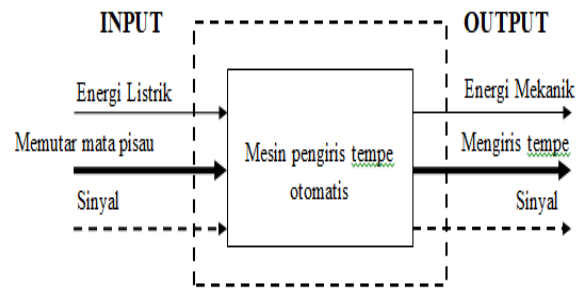 INPUT
OUTPUT
Energi Listrik
Energi Mekanik
Memutar mata pisau
Mesin pengiris tempe
otomatis
Mengiris tempe
Sinyal
Sinyal